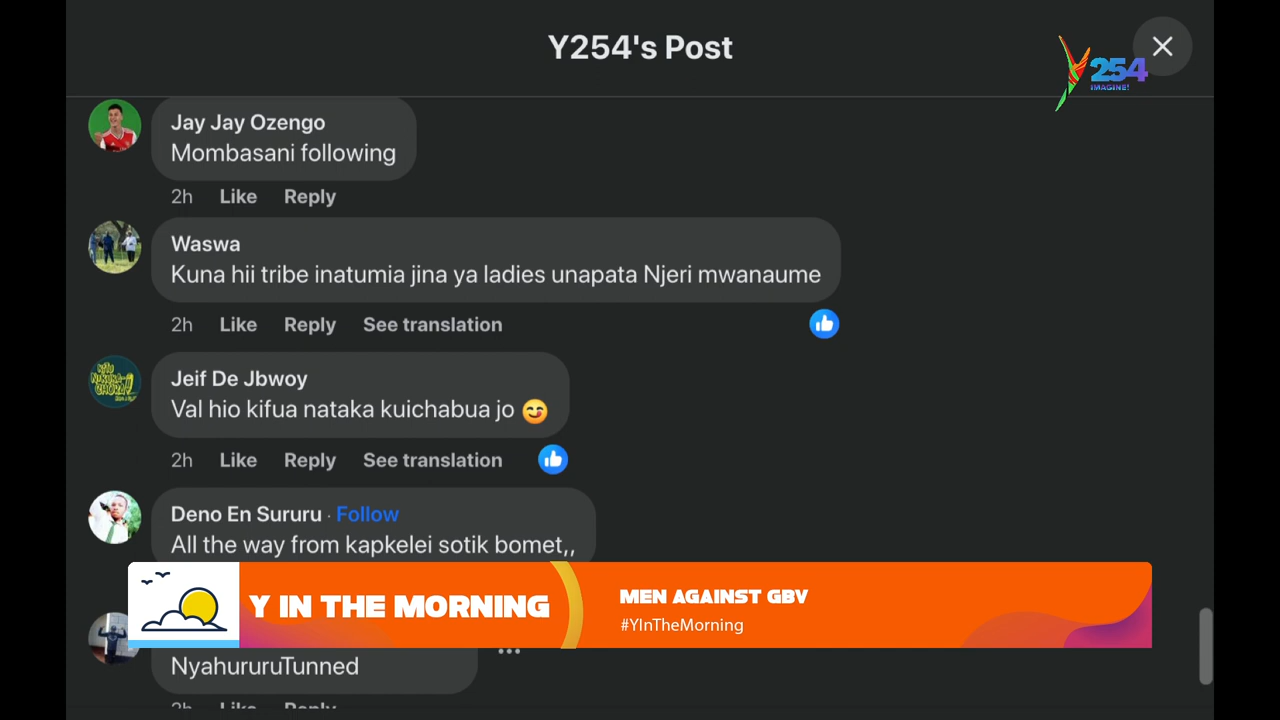 Y254's Post
254
IMAGINE!
Jay Jay Ozengo
Mombasani following
2h Like Reply
Waswa
Kuna hii tribe inatumia jina ya ladies unapata Njeri mwanaume
2h Like Reply See translation
Jeif De Jbwoy
Val hio kifua nataka kuichabua jo 😋
2h Like Reply See translation
Deno En Sururu · Follow
All the way from kapkelei sotik bomet,,
Y IN THE MORNING
MEN AGAINST GBV
#YInTheMorning
NyahururuTunned
2h Like Reply